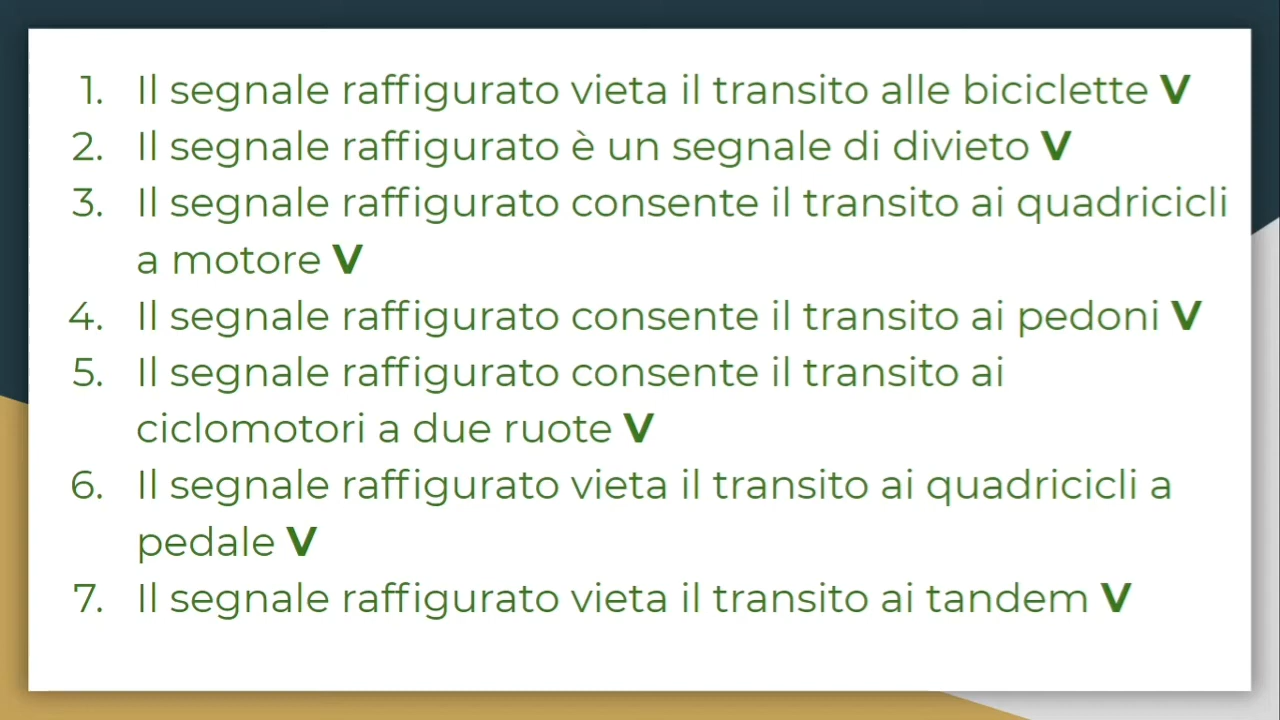 1. Il segnale raffigurato vieta il transito alle biciclette V
2. Il segnale raffigurato è un segnale di divieto V
3. Il segnale raffigurato consente il transito ai quadricicli
a motore V
4. Il segnale raffigurato consente il transito ai pedoni V
5. Il segnale raffigurato consente il transito ai
ciclomotori a due ruote V
6. Il segnale raffigurato vieta il transito ai quadricicli a
pedale V
7. Il segnale raffigurato vieta il transito ai tandem V